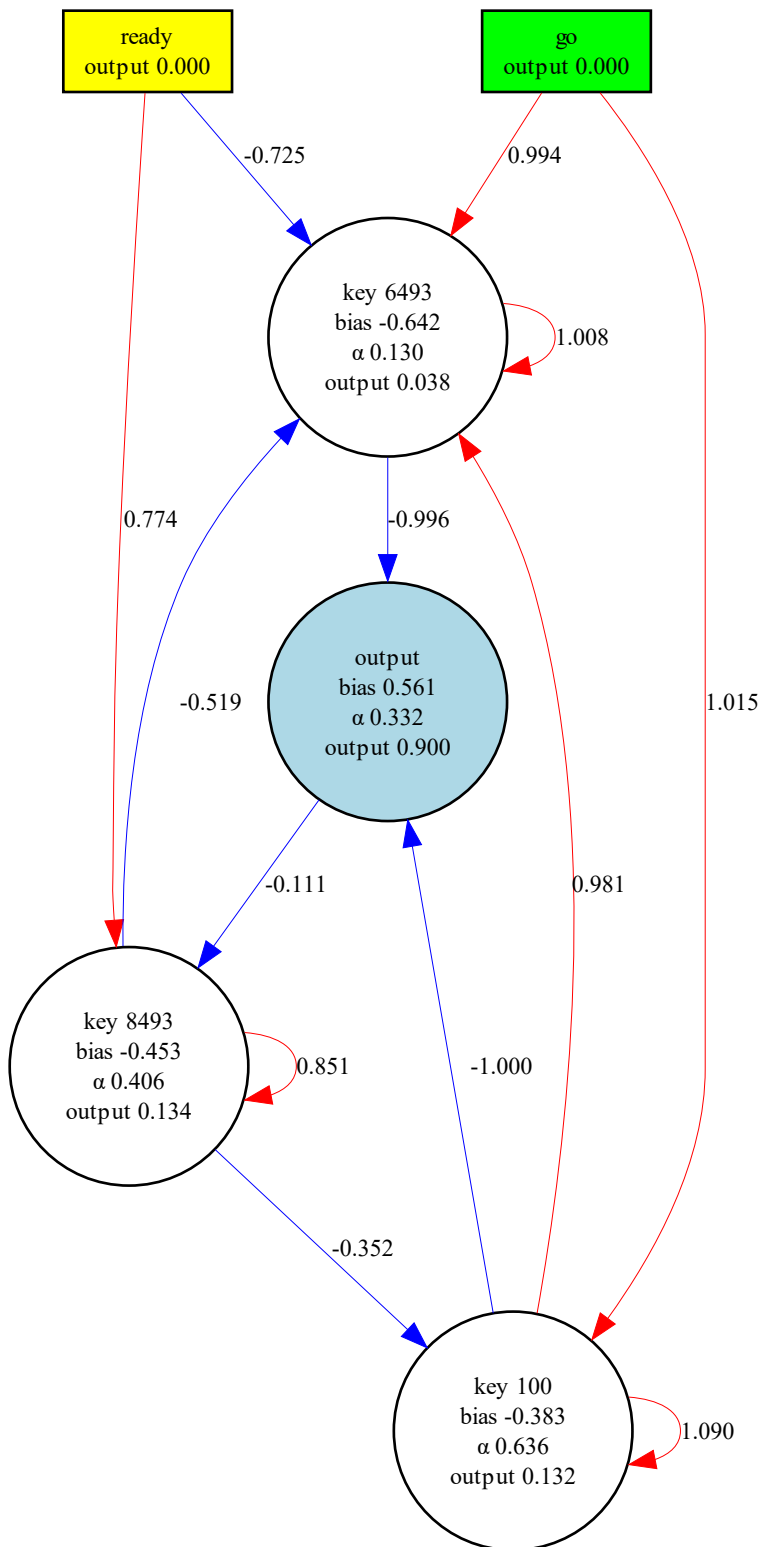 ready
output 0.000
go
output 0.000
-0.725
0.994
key 6493
bias -0.642
α 0.130
output 0.038
1.008
0.774
-0.996
output
bias 0.561
α 0.332
output 0.900
-0.519
1.015
-0.111
0.981
key 8493
bias -0.453
α 0.406
output 0.134
0.851
-1.000
-0.352
key 100
bias -0.383
α 0.636
output 0.132
1.090